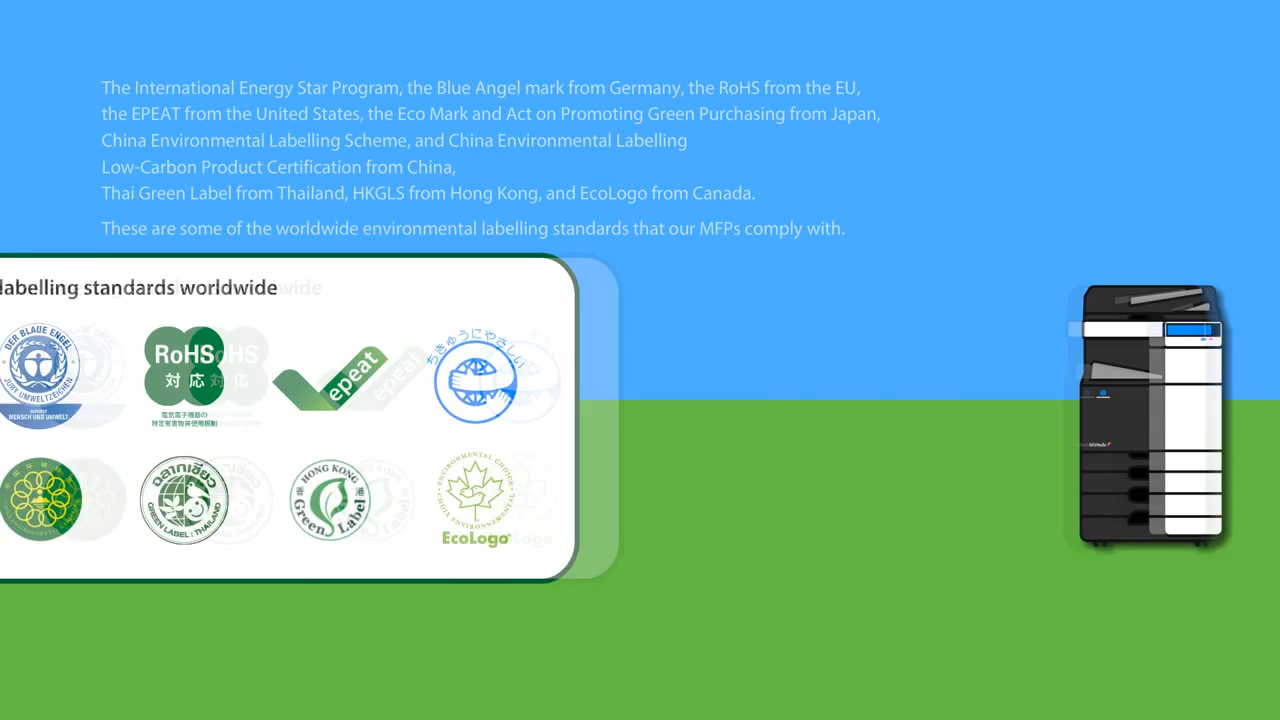 The International Energy Star Program, the Blue Angel mark from Germany, the RoHS from the EU,
the EPEAT from the United States, the Eco Mark and Act on Promoting Green Purchasing from Japan,
China Environmental Labelling Scheme, and China Environmental Labelling
Low-Carbon Product Certification from China,
Thai Green Label from Thailand, HKGLS from Hong Kong, and EcoLogo from Canada.
These are some of the worldwide environmental labelling standards that our MFPs comply with.
labelling standards worldwide
DER BLAUE ENGEL
JURY UMWELTZEICHEN
MENSCH UND UMWELT
RoHS
対応
電気電子機器の
特定有害物質使用規制
epeat
ちきゅうにやさしい
ฉลากเขียว
GREEN LABEL : THAILAND
HONG KONG
Green Label
ENVIRONMENTAL CHOICE
CHOIX ENVIRONNEMENTAL
EcoLogo